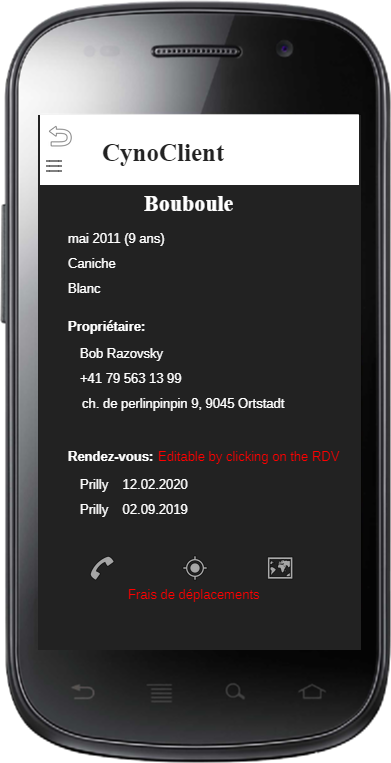 CynoClient
Bouboule
mai 2011 (9 ans)
Caniche
Blanc
Propriétaire:
Bob Razovsky
+41 79 563 13 99
ch. de perlinpinpin 9, 9045 Ortstadt
Rendez-vous: Editable by clicking on the RDV
Prilly 12.02.2020
Prilly 02.09.2019
Frais de déplacements